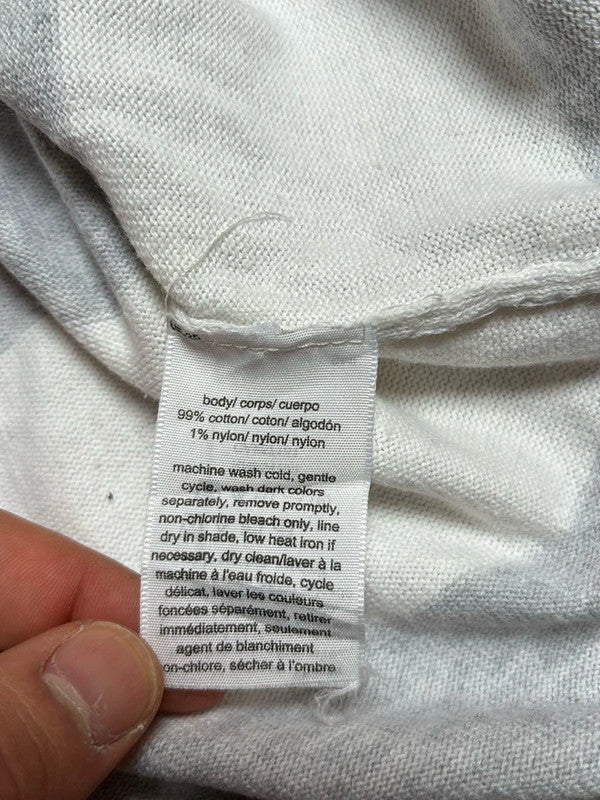 body/ corps/ cuerpo
99% cotton/ coton/ algodón
1% nylon/ nylon/ nylon
machine wash cold, gentle
cycle, wash dark colors
separately, remove promptly,
non-chlorine bleach only, line
dry in shade, low heat iron if
necessary, dry clean/laver à la
machine à l'eau froide, cycle
délicat, laver les couleurs
foncées séparément, retirer
immédiatement, seulement
agent de blanchiment
on-chlore, sécher à l'ombre